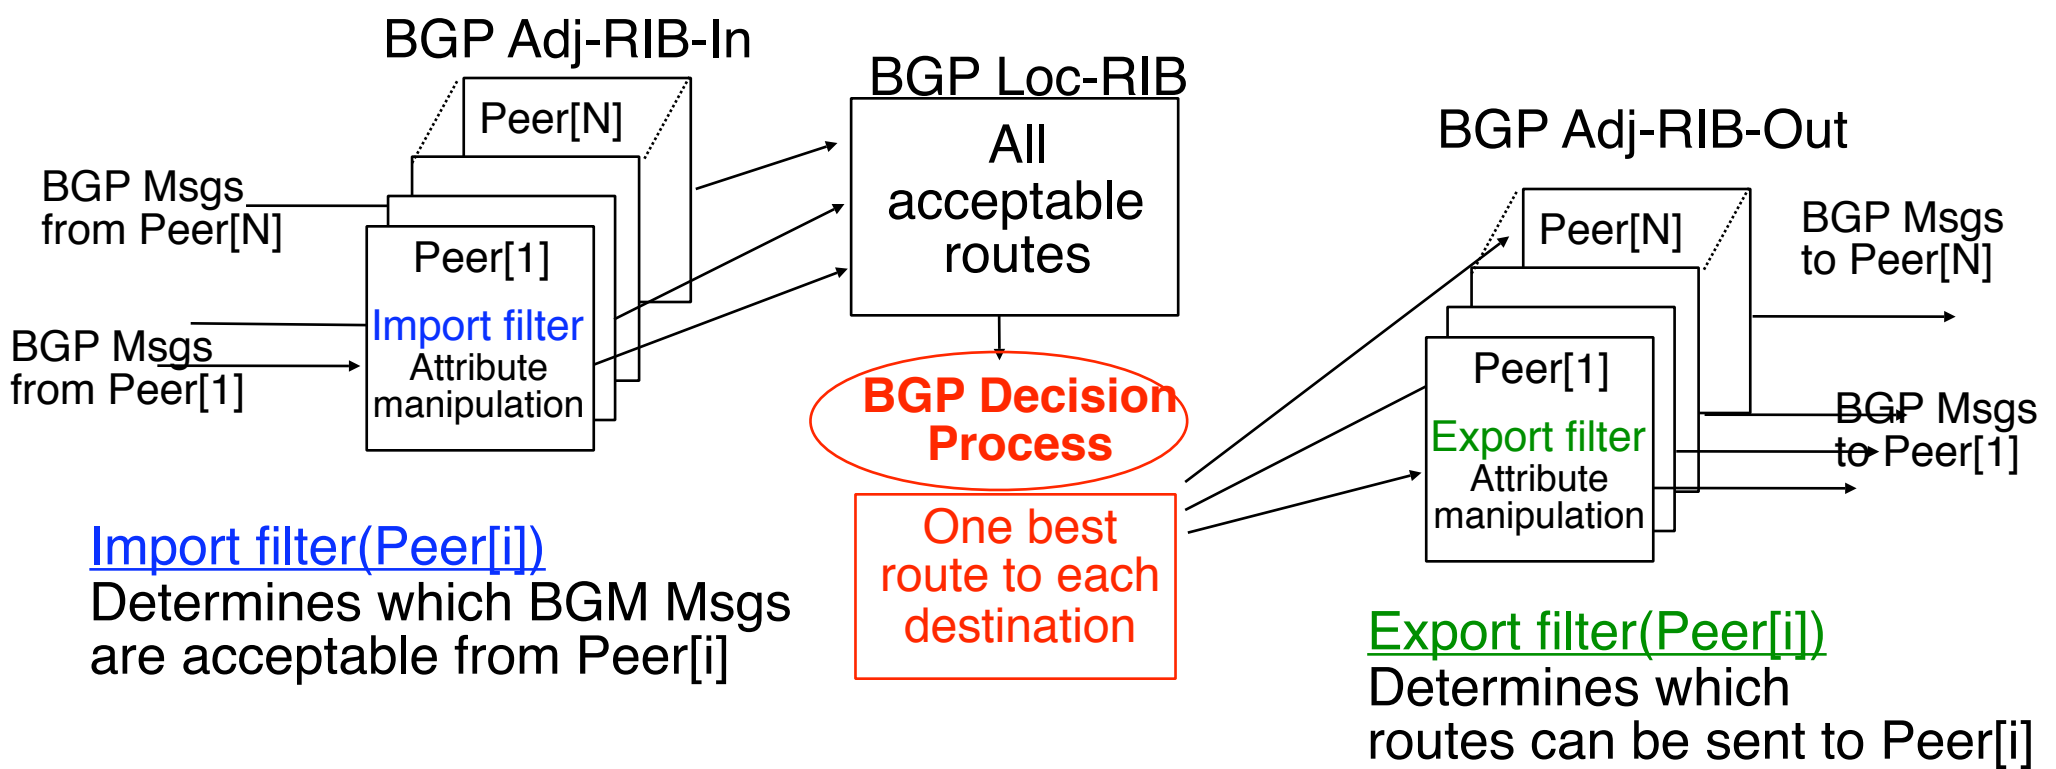 BGP Adj-RIB-In
Peer[N]
BGP Msgs
from Peer[N]
Peer[1]
Import filter
Attribute
manipulation
BGP Msgs
from Peer[1]
BGP Loc-RIB
All
acceptable
routes
BGP Decision
Process
One best
route to each
destination
BGP Adj-RIB-Out
Peer[N]
BGP Msgs
to Peer[N]
Peer[1]
Export filter
Attribute
manipulation
BGP Msgs
to Peer[1]
Import filter(Peer[i])
Determines which BGM Msgs
are acceptable from Peer[i]
Export filter(Peer[i])
Determines which
routes can be sent to Peer[i]